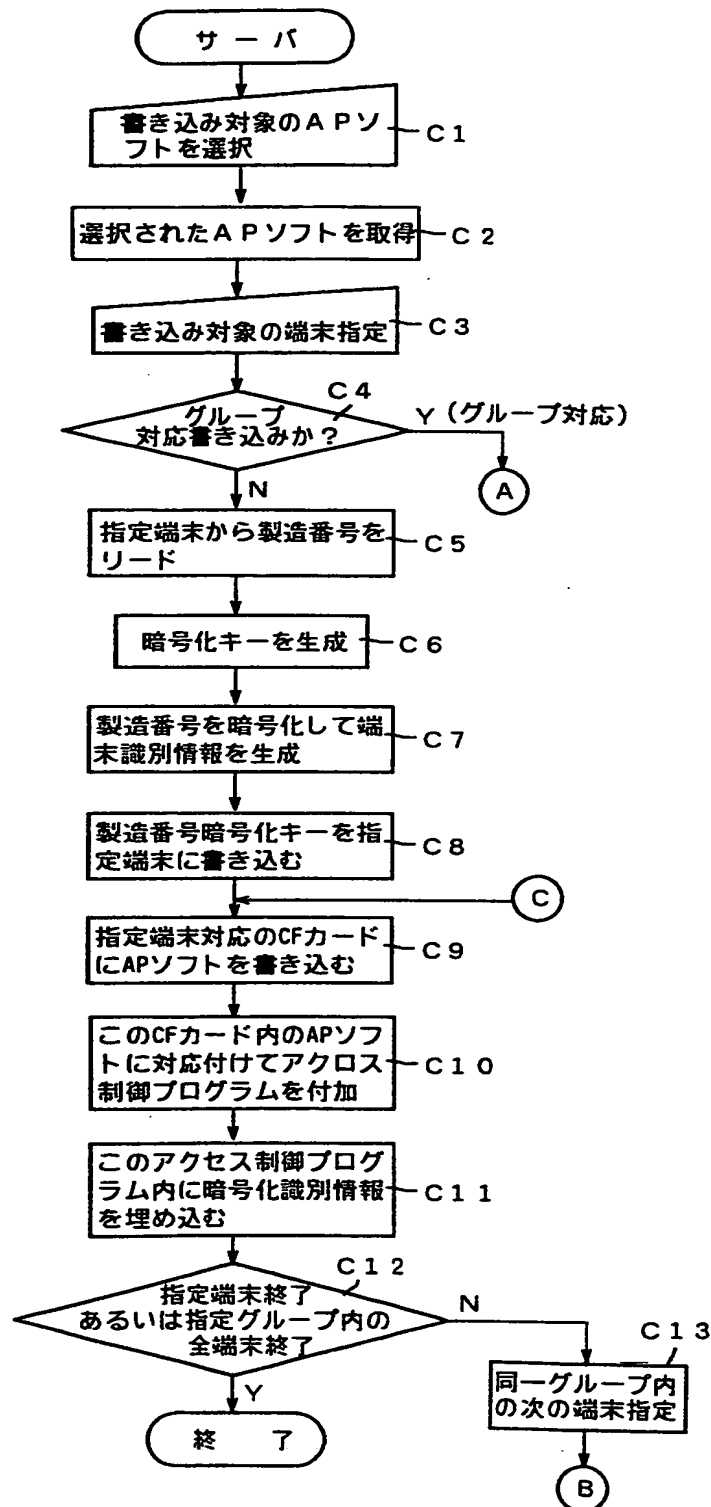 サーバ
書き込み対象のAPソ
フトを選択
C1
選択されたAPソフトを取得
C2
書き込み対象の端末指定
C3
C4
グループ
対応書き込みか?
Y(グループ対応)
A
N
指定端末から製造番号を
リード
C5
暗号化キーを生成
C6
製造番号を暗号化して端
末識別情報を生成
C7
製造番号暗号化キーを指
定端末に書き込む
C8
C
指定端末対応のCFカード
にAPソフトを書き込む
C9
このCFカード内のAPソフ
トに対応付けてアクロス
制御プログラムを付加
C10
このアクセス制御プログ
ラム内に暗号化識別情報
を埋め込む
C11
C12
指定端末終了
あるいは指定グループ内の
全端末終了
N
C13
同一グループ内
の次の端末指定
Y
終了
B